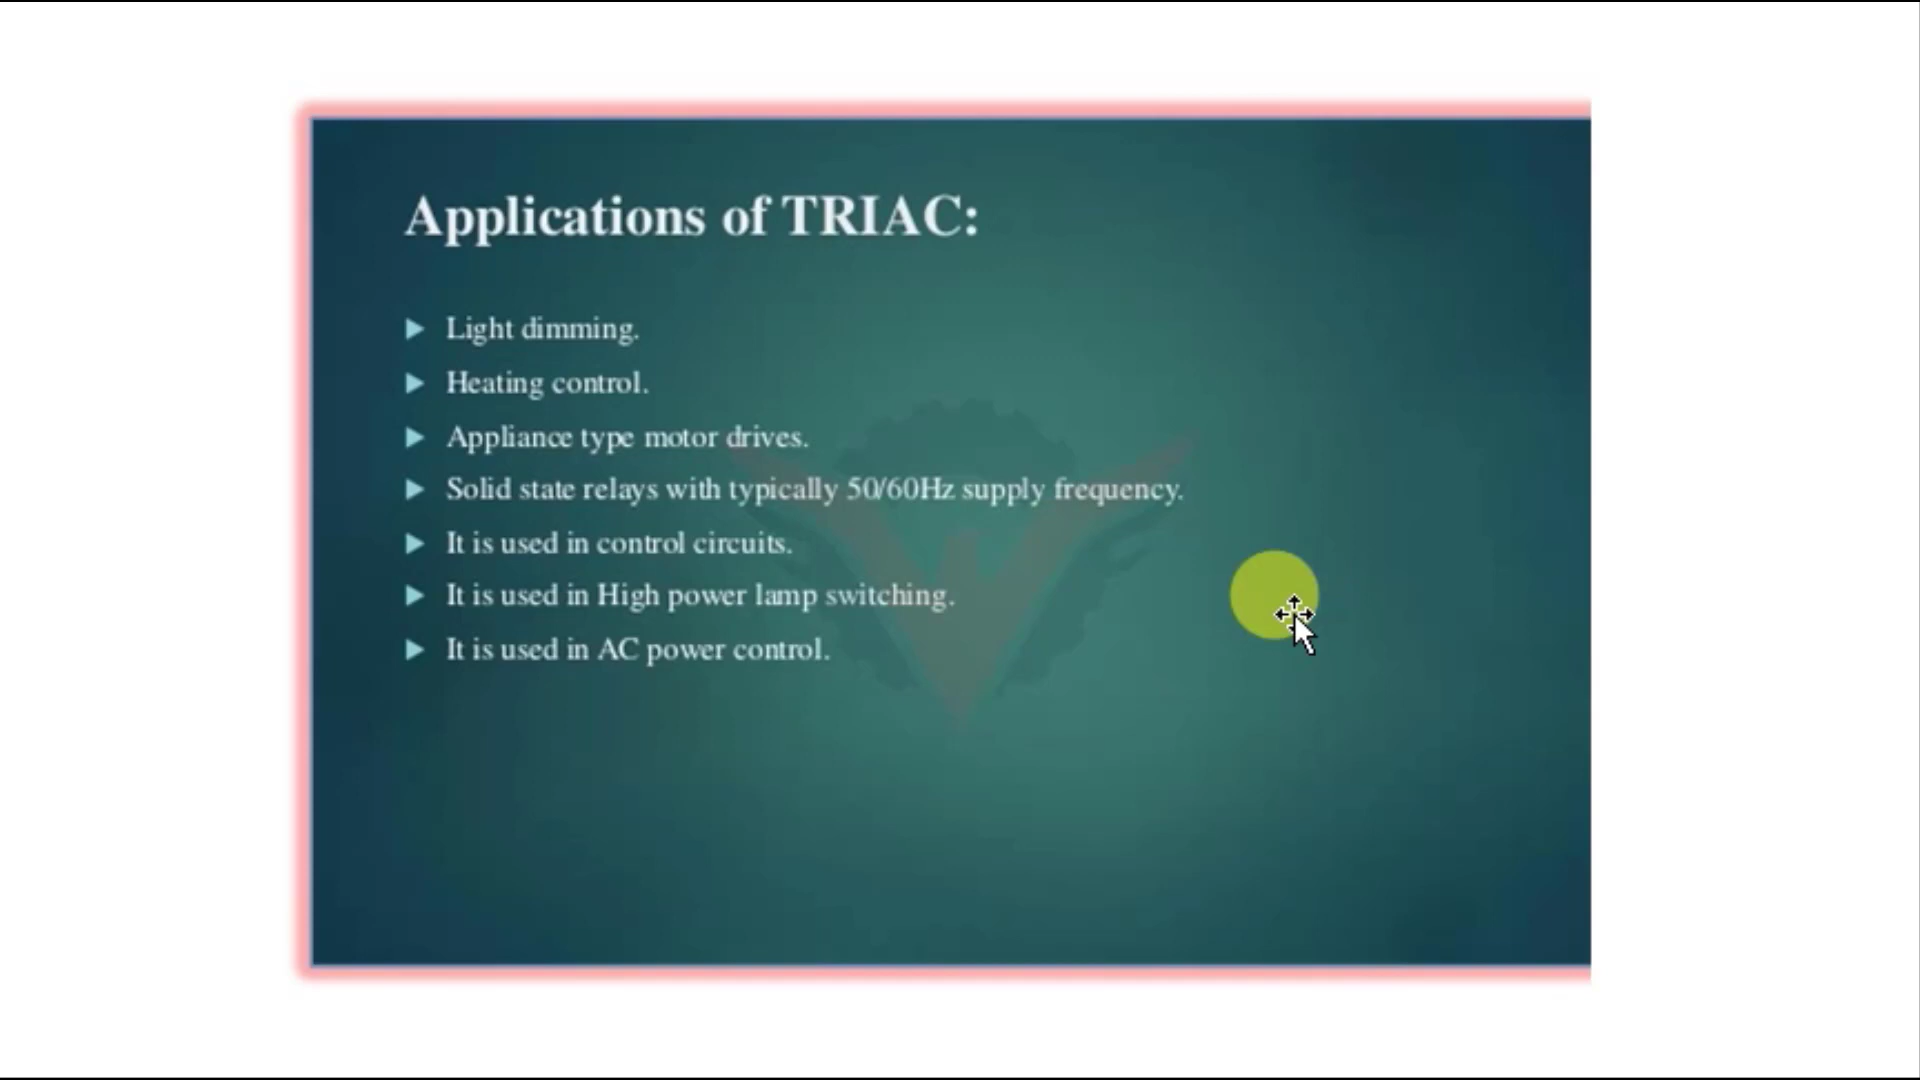 Applications of TRIAC:
Light dimming.
Heating control.
Appliance type motor drives.
Solid state relays with typically 50/60Hz supply frequency.
It is used in control circuits.
It is used in High power lamp switching.
It is used in AC power control.